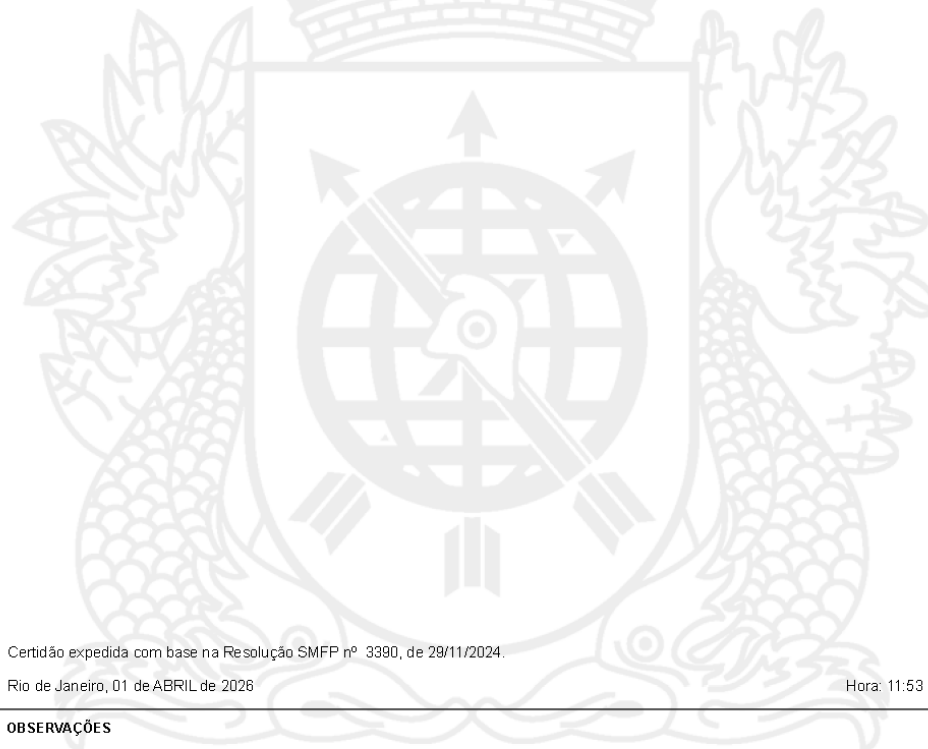 Certidão expedida com base na Resolução SMFP nº 3390, de 29/11/2024.
Rio de Janeiro, 01 de ABRIL de 2026 Hora: 11:53
OBSERVAÇÕES